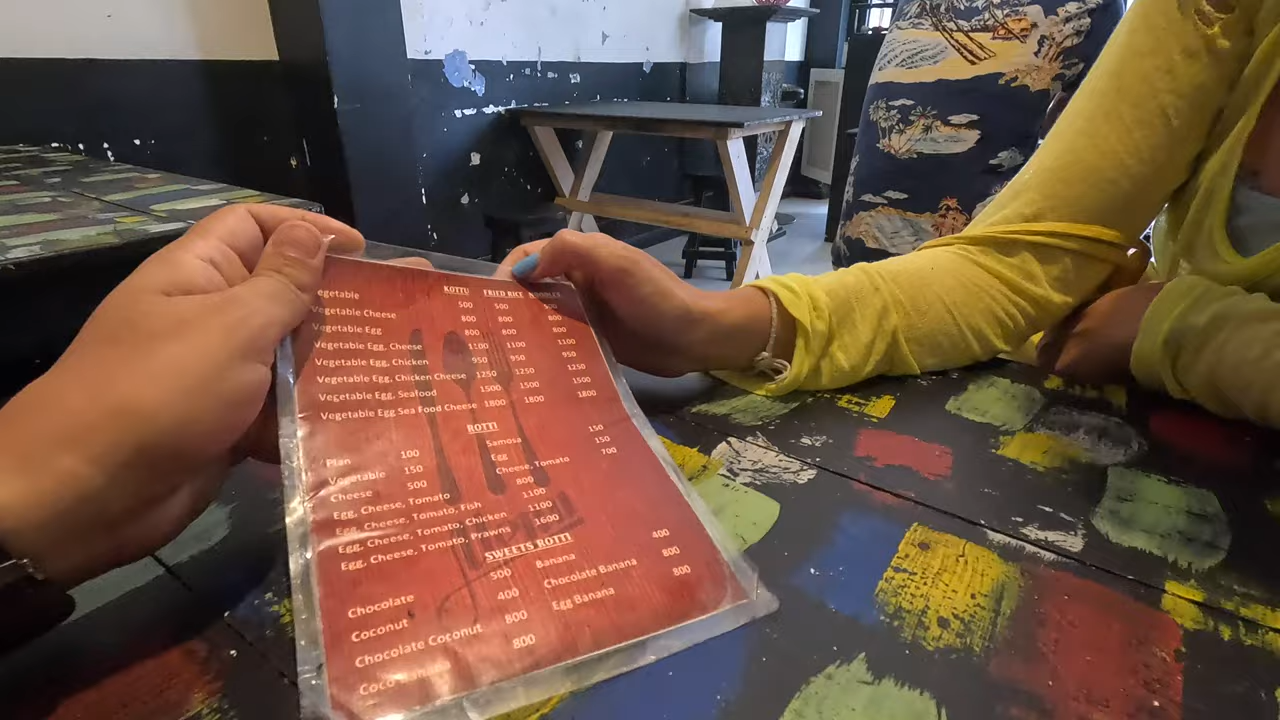 Vegetable KOTTU FRIED RICE NOODLES
Vegetable Cheese 500 500 500
Vegetable Egg 800 800 800
Vegetable Egg, Cheese 800 800 800
Vegetable Egg, Chicken 1100 1100 1100
Vegetable Egg, Chicken Cheese 950 950 950
Vegetable Egg, Seafood 1250 1250 1250
Vegetable Egg Sea Food Cheese 1500 1500 1500
1800 1800 1800
ROTTI
Plan 100 Samosa 150
Vegetable 150 Egg 150
Cheese 500 Cheese, Tomato 700
Egg, Cheese, Tomato 800
Egg, Cheese, Tomato, Fish 1100
Egg, Cheese, Tomato, Chicken 1100
Egg, Cheese, Tomato, Prawns 1600
SWEETS ROTTI
Chocolate 500 Banana 400
Coconut 400 Chocolate Banana 800
Chocolate Coconut 800 Egg Banana 800
800